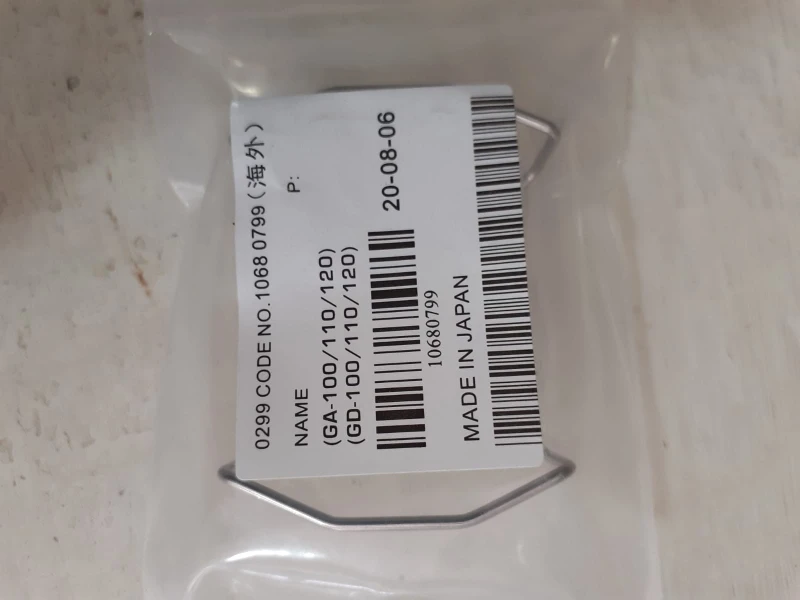 0299 CODE NO.1068 0799 (海外)
P:
NAME
(GA-100/110/120)
(GD-100/110/120)
20-08-06
10680799
MADE IN JAPAN